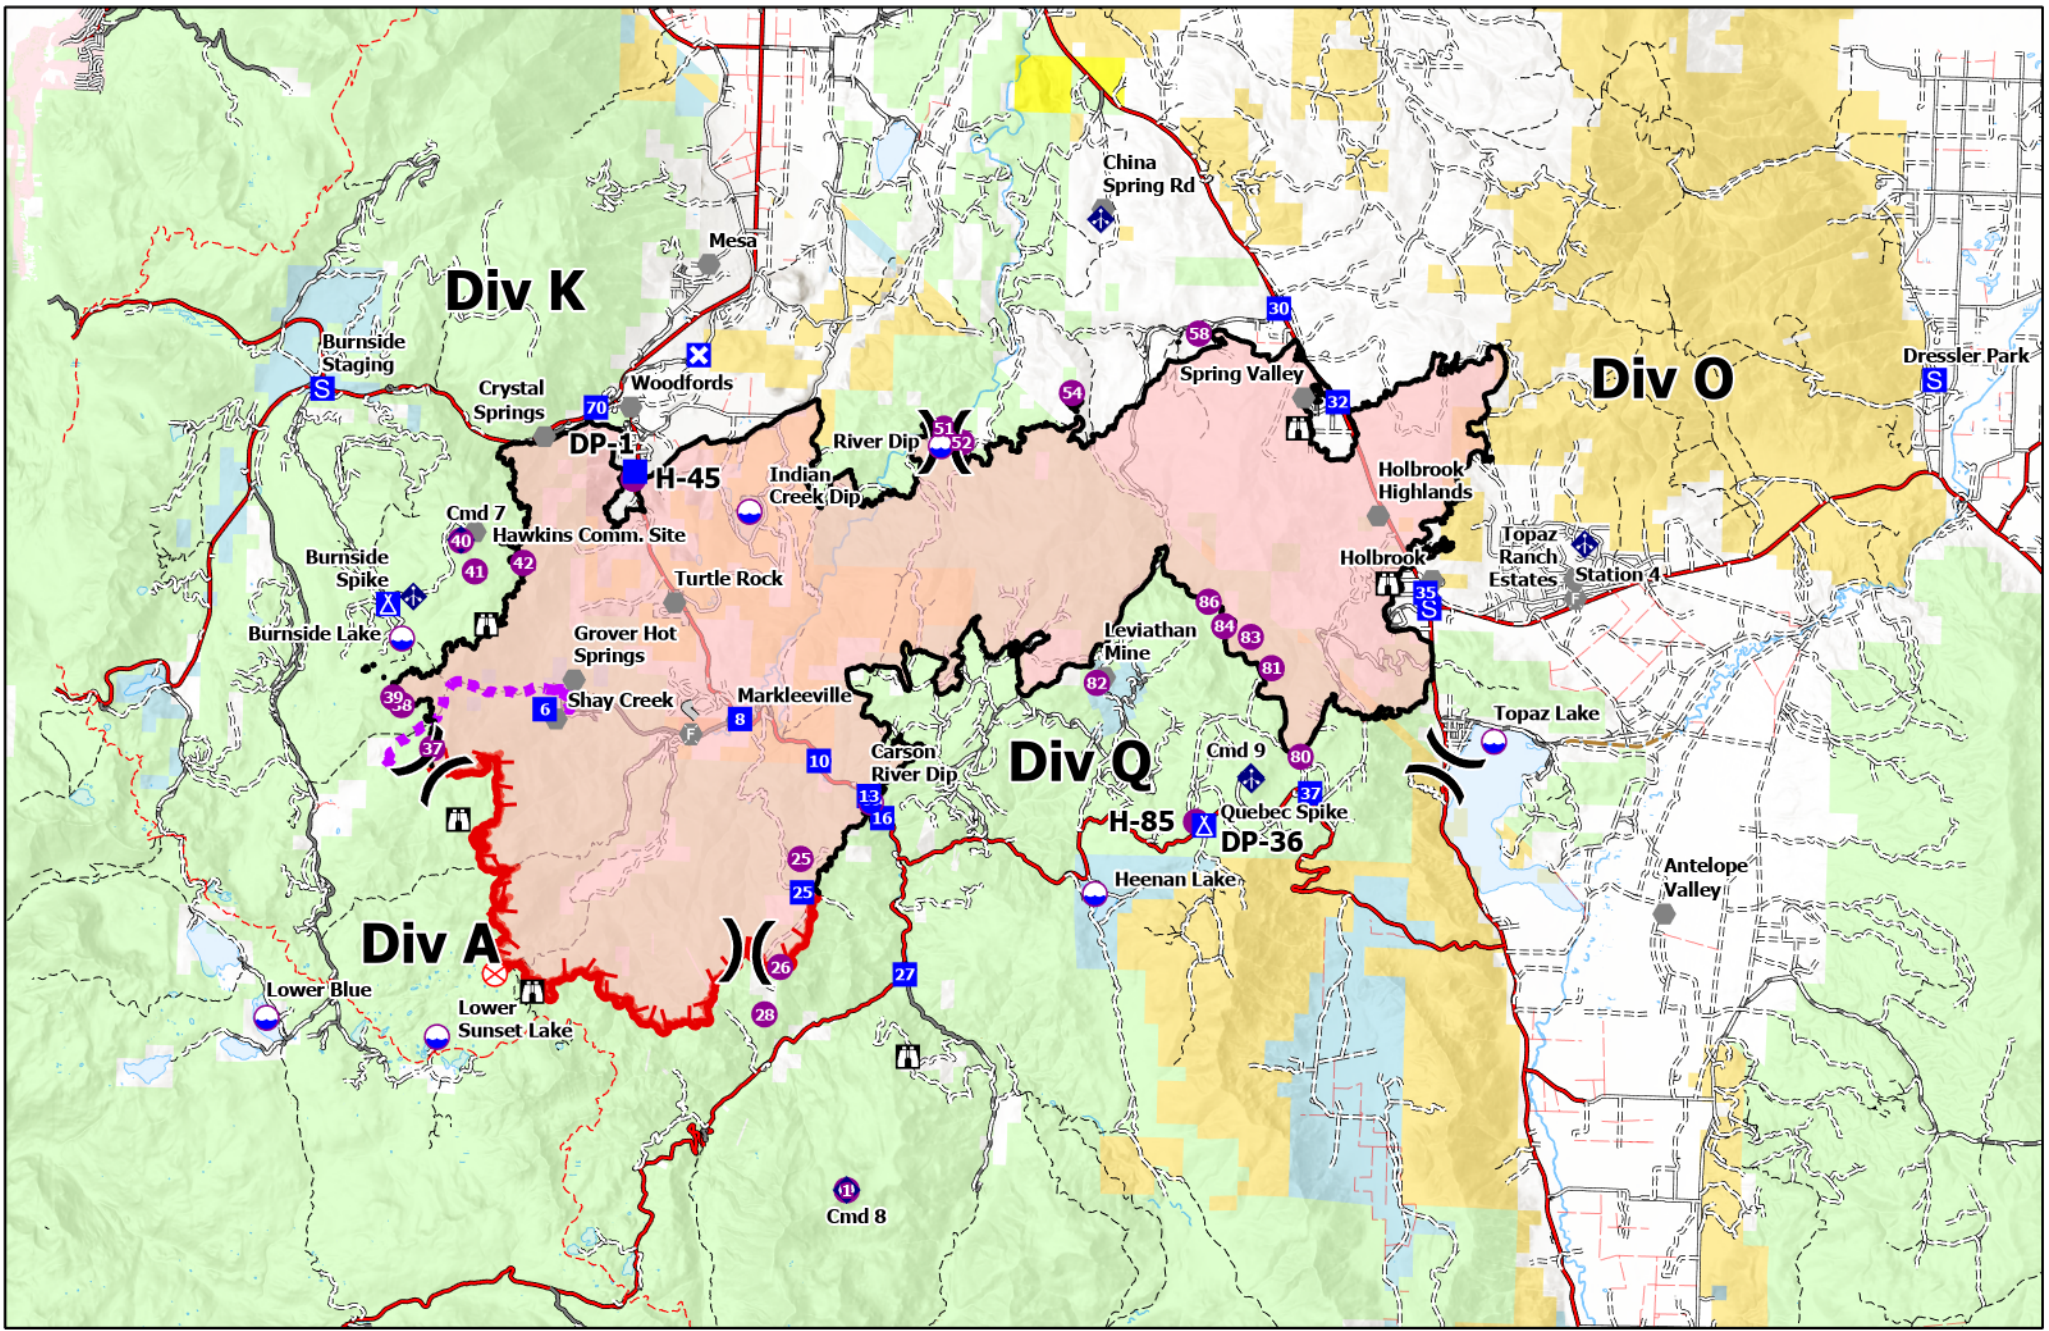 China
Spring Rd
Mesa
Div K
30
58
Burnside
Staging
S
Dressler Park
S
Div O
Spring Valley
Woodfords
Crystal
Springs
70
54
32
DP-1
51
52
River Dip
H-45
Indian
Creek Dip
Holbrook
Highlands
Cmd 7
40
Hawkins Comm. Site
41
42
Burnside
Spike
Topaz
Ranch
Estates
Station 4
F
Holbrook
35
S
Turtle Rock
86
84
83
81
Leviathan
Mine
82
Burnside Lake
Grover Hot
Springs
39
38
Shay Creek
6
Markleeville
8
F
Topaz Lake
37
10
Carson
River Dip
13
16
Div Q
Cmd 9
80
37
H-85
Quebec Spike
DP-36
25
25
Heenan Lake
Antelope
Valley
Div A
26
27
28
Lower Blue
Lower
Sunset Lake
1
Cmd 8